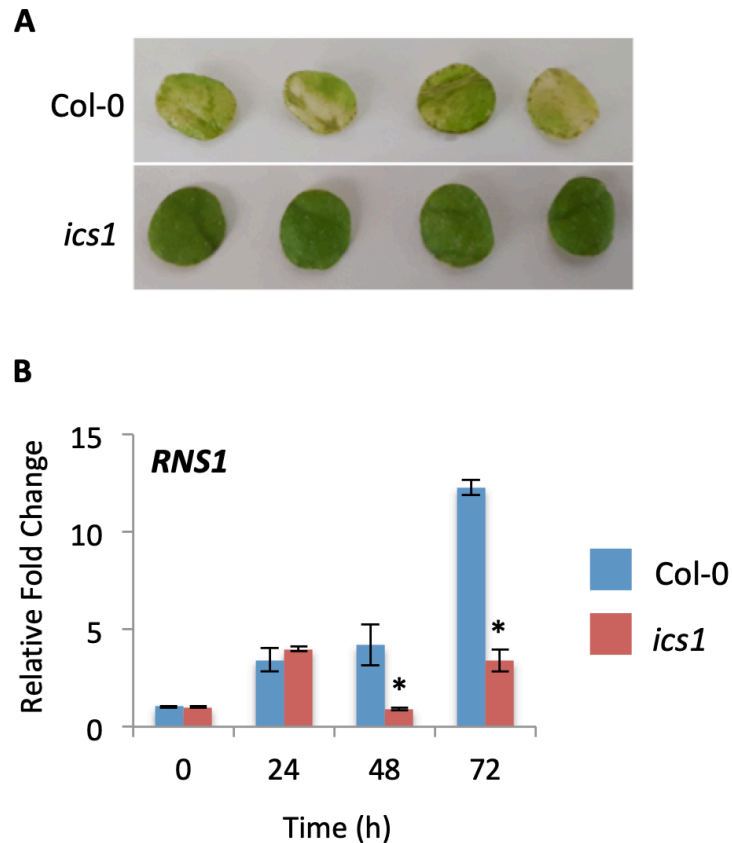 A
Col-0
ics1
B
RNS1
Relative Fold Change
15
10
5
0
*
*
0 24 48 72
Time (h)
Col-0
ics1